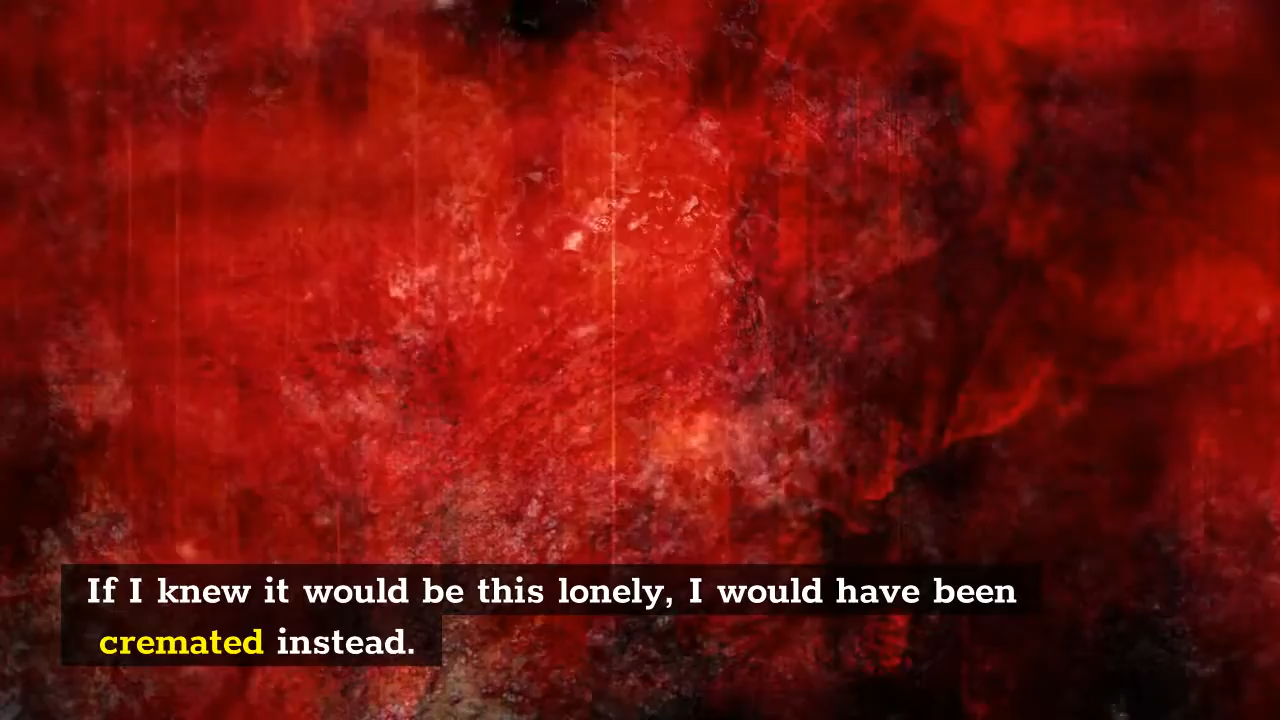 If I knew it would be this lonely, I would have been
cremated instead.